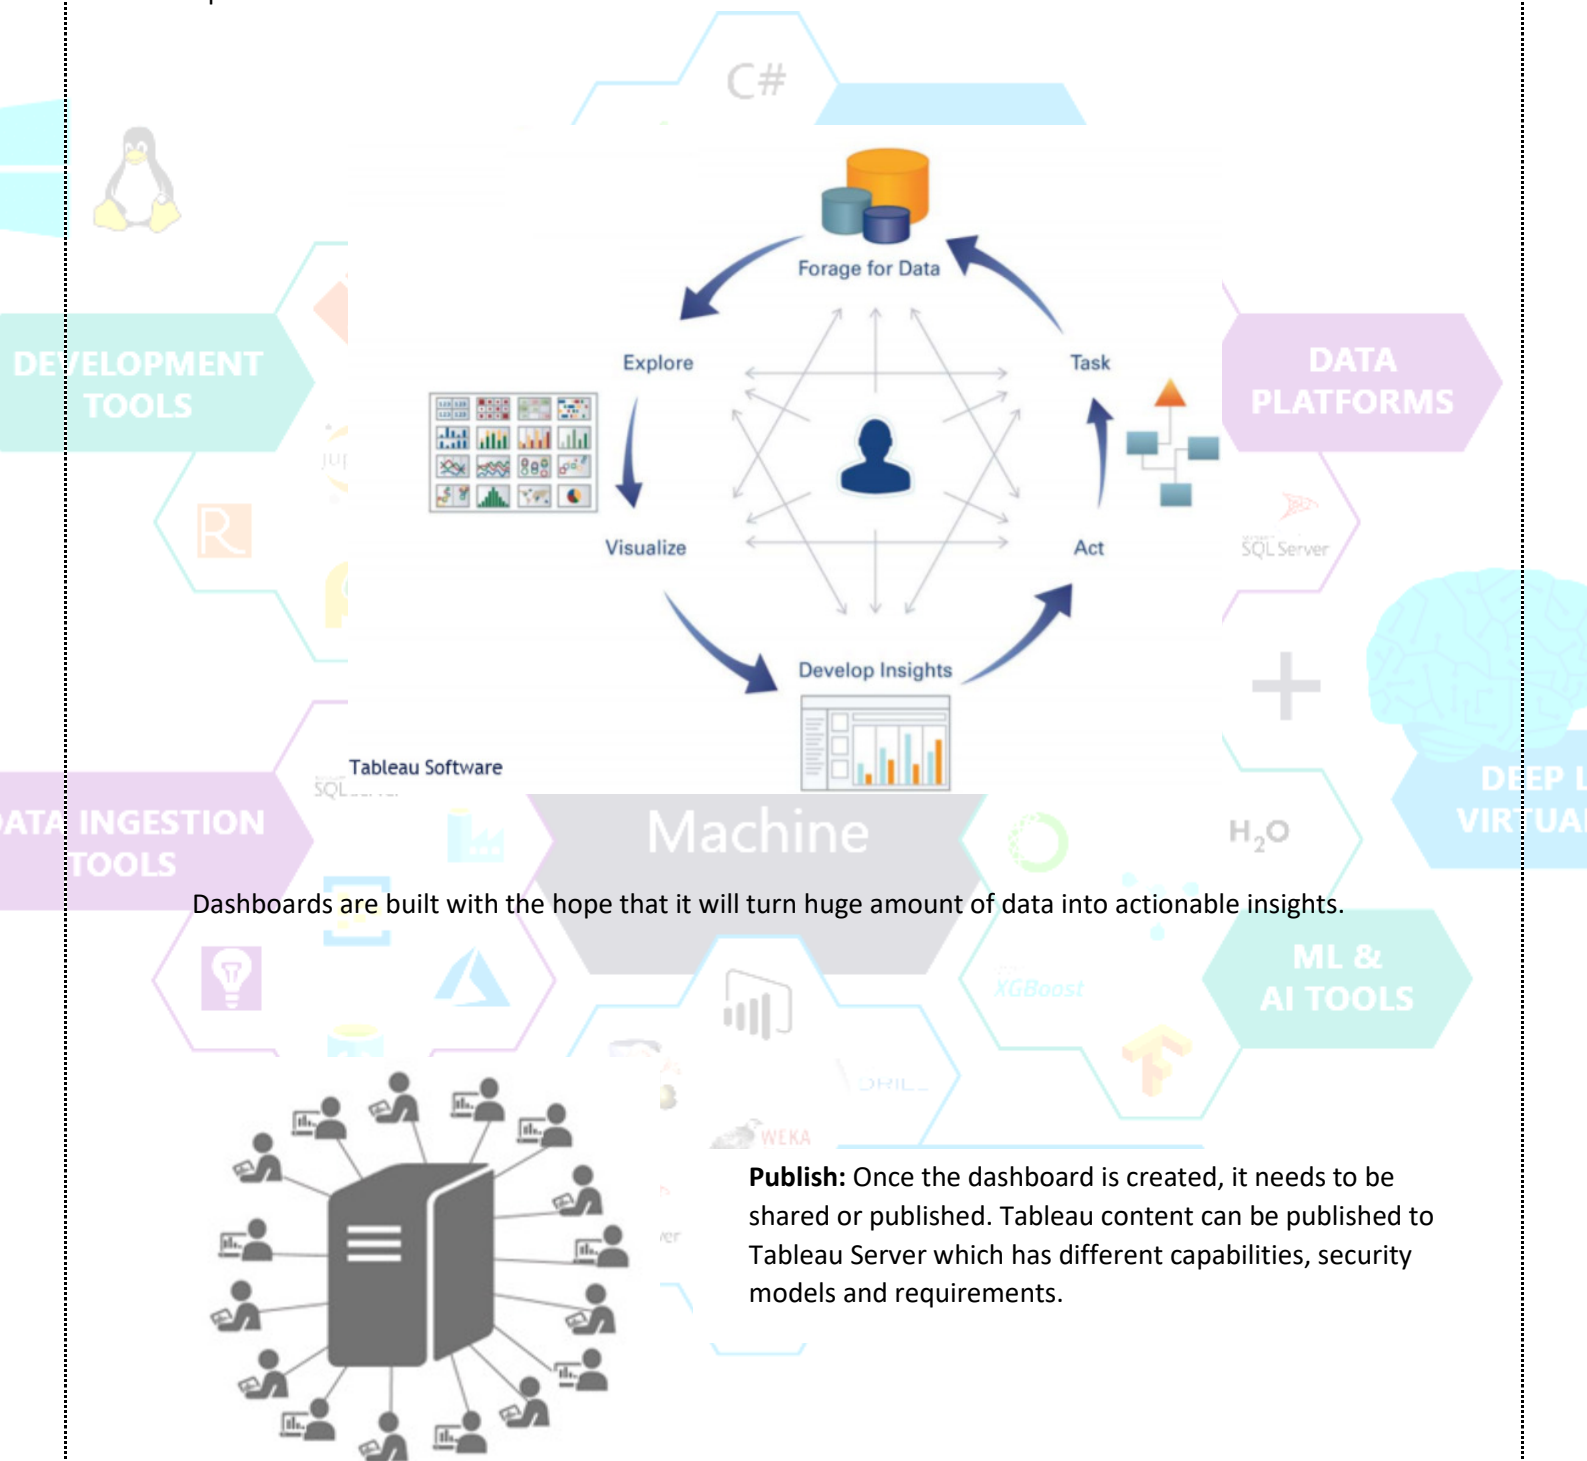 C#
Forage for Data
Explore
Task
DEVELOPMENT
TOOLS
DATA
PLATFORMS
R
Visualize
Act
SQL Server
Develop Insights
Tableau Software
DATA INGESTION
TOOLS
Machine
H2O
Dashboards are built with the hope that it will turn huge amount of data into actionable insights.
XGBoost
ML &
AI TOOLS
DRILL
WEKA
Publish: Once the dashboard is created, it needs to be
shared or published. Tableau content can be published to
Tableau Server which has different capabilities, security
models and requirements.